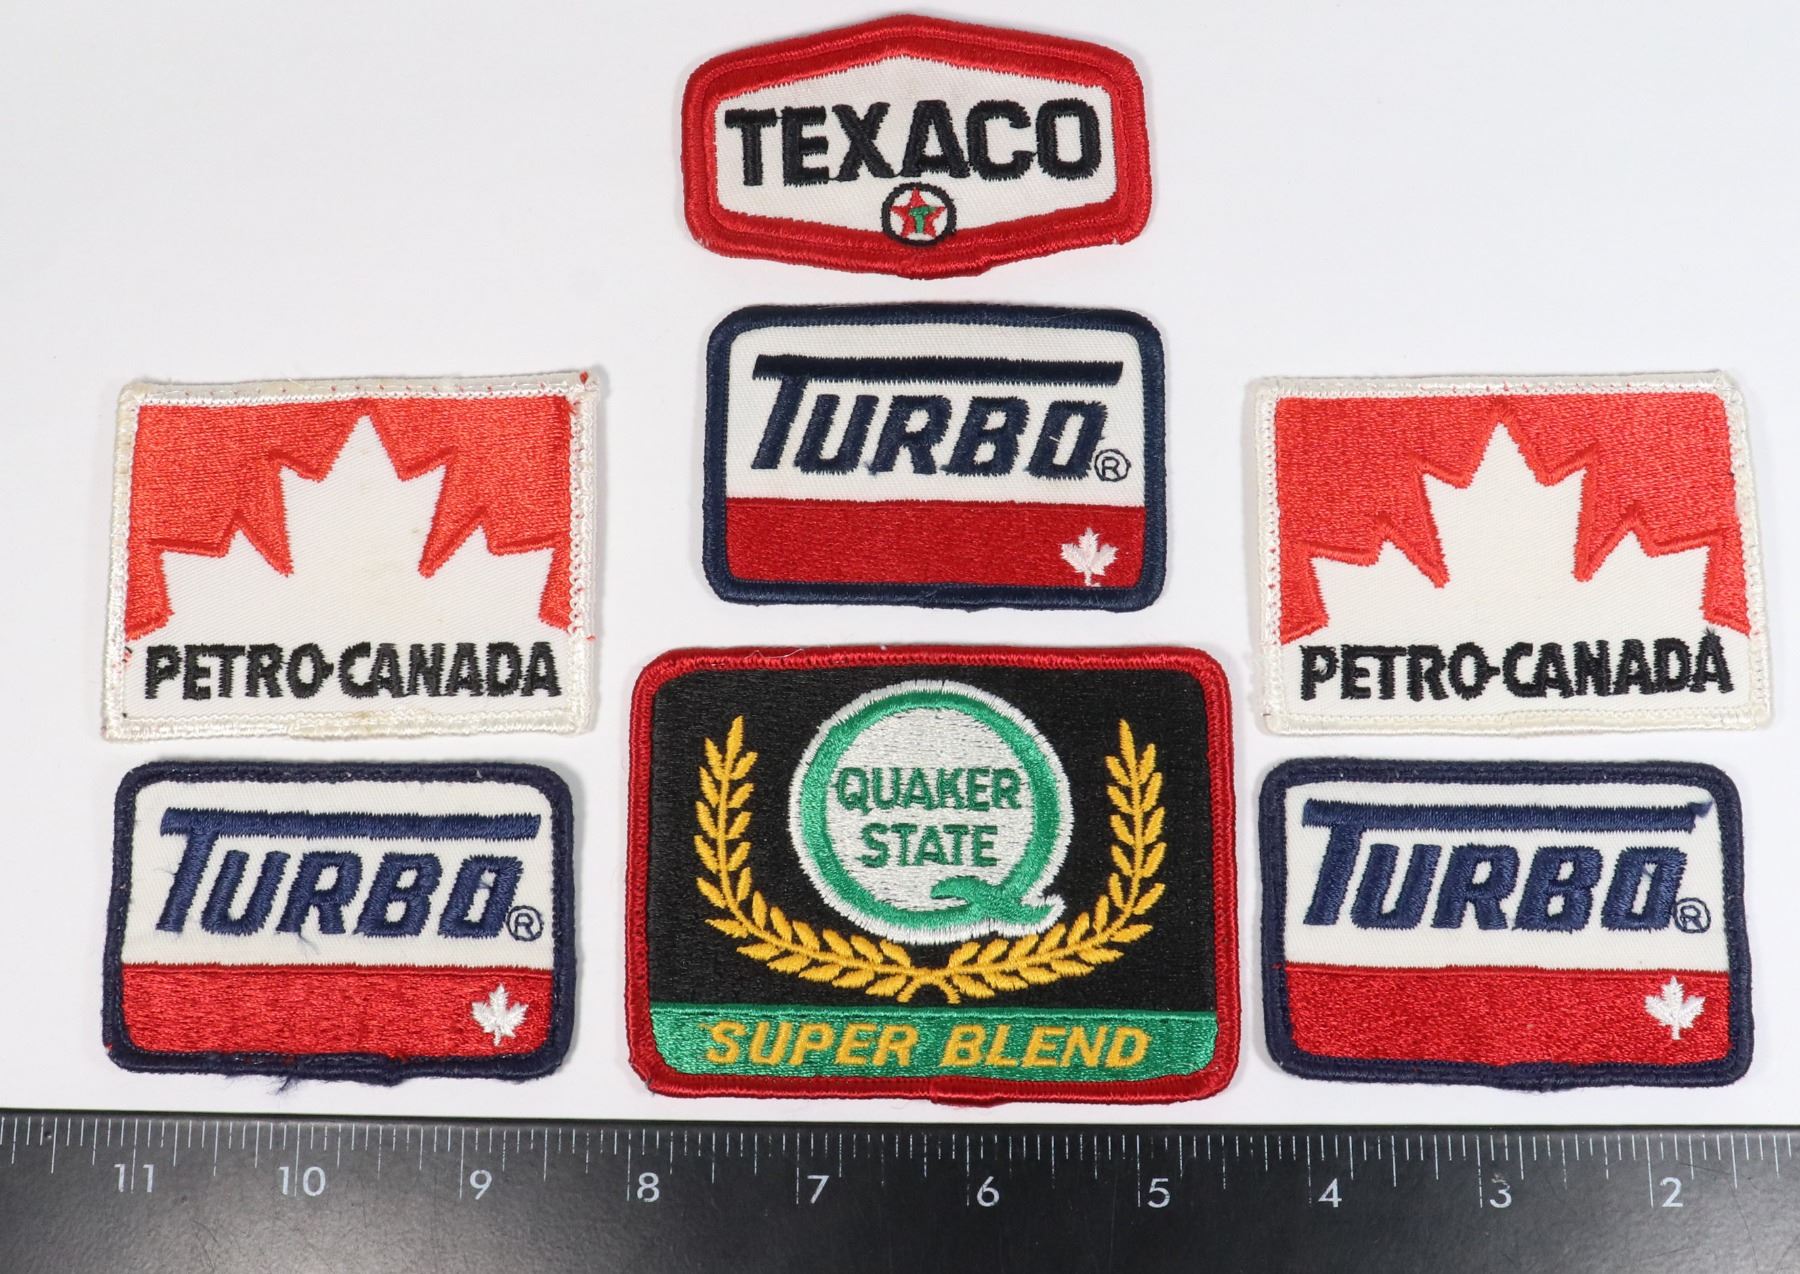 TEXACO
T
TURBO®
PETRO-CANADA
PETRO-CANADA
QUAKER
STATE
SUPER BLEND
TURBO®
TURBO®
11 10 9 8 7 6 5 4 3 2